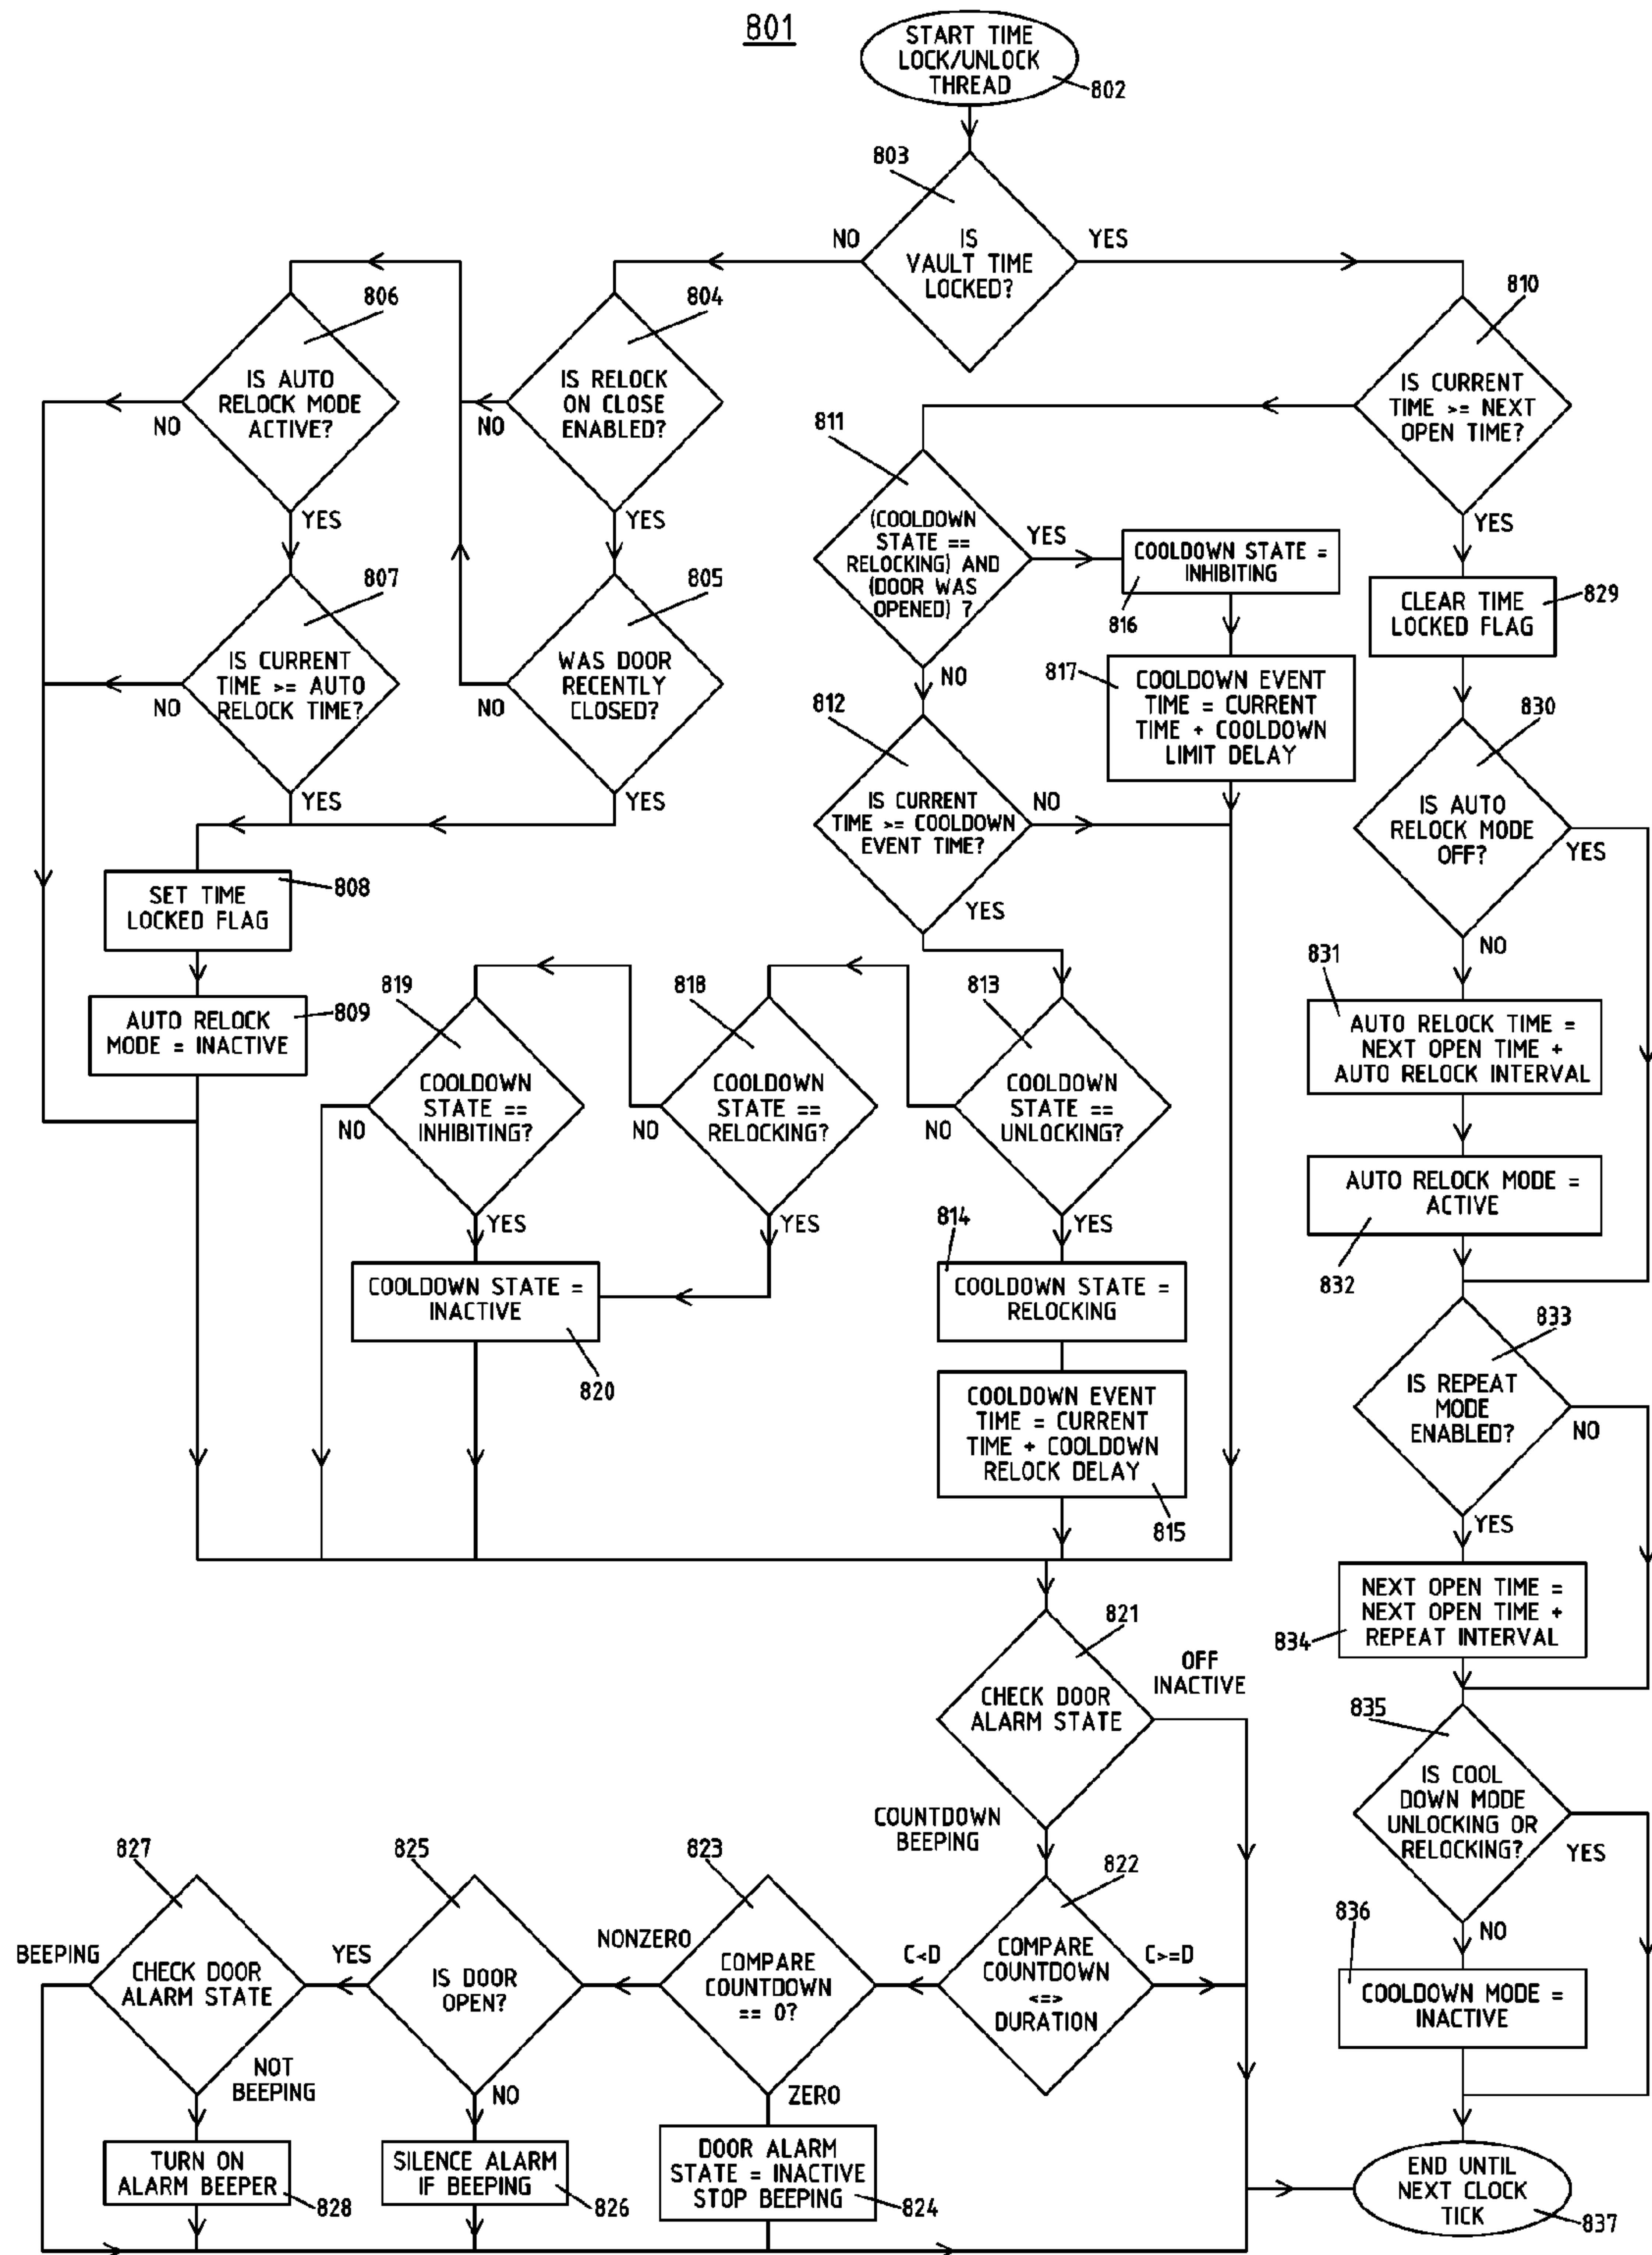 801
START TIME
LOCK/UNLOCK
THREAD
802
803
IS
VAULT TIME
LOCKED?
NO
YES
806
IS AUTO
RELOCK MODE
ACTIVE?
NO
YES
804
IS RELOCK
ON CLOSE
ENABLED?
NO
YES
810
IS CURRENT
TIME >= NEXT
OPEN TIME?
YES
811
(COOLDOWN
STATE ==
RELOCKING) AND
(DOOR WAS
OPENED) ?
YES
NO
COOLDOWN STATE =
INHIBITING
816
807
IS CURRENT
TIME >= AUTO
RELOCK TIME?
NO
YES
805
WAS DOOR
RECENTLY
CLOSED?
NO
YES
817
COOLDOWN EVENT
TIME = CURRENT
TIME + COOLDOWN
LIMIT DELAY
CLEAR TIME
LOCKED FLAG
829
812
IS CURRENT
TIME >= COOLDOWN
EVENT TIME?
NO
YES
830
IS AUTO
RELOCK MODE
OFF?
YES
NO
SET TIME
LOCKED FLAG
808
AUTO RELOCK
MODE = INACTIVE
809
819
COOLDOWN
STATE ==
INHIBITING?
NO
YES
818
COOLDOWN
STATE ==
RELOCKING?
NO
YES
813
COOLDOWN
STATE ==
UNLOCKING?
NO
YES
831
AUTO RELOCK TIME =
NEXT OPEN TIME +
AUTO RELOCK INTERVAL
AUTO RELOCK MODE =
ACTIVE
832
COOLDOWN STATE =
INACTIVE
820
814
COOLDOWN STATE =
RELOCKING
COOLDOWN EVENT
TIME = CURRENT
TIME + COOLDOWN
RELOCK DELAY
815
833
IS REPEAT
MODE
ENABLED?
NO
YES
NEXT OPEN TIME =
NEXT OPEN TIME +
REPEAT INTERVAL
834
821
CHECK DOOR
ALARM STATE
OFF
INACTIVE
COUNTDOWN
BEEPING
835
IS COOL
DOWN MODE
UNLOCKING OR
RELOCKING?
YES
NO
827
CHECK DOOR
ALARM STATE
BEEPING
NOT
BEEPING
825
IS DOOR
OPEN?
YES
NO
823
COMPARE
COUNTDOWN
== 0?
NONZERO
ZERO
822
COMPARE
COUNTDOWN
<=>
DURATION
C<D
C>=D
836
COOLDOWN MODE =
INACTIVE
TURN ON
ALARM BEEPER
828
SILENCE ALARM
IF BEEPING
826
DOOR ALARM
STATE = INACTIVE
STOP BEEPING
824
END UNTIL
NEXT CLOCK
TICK
837